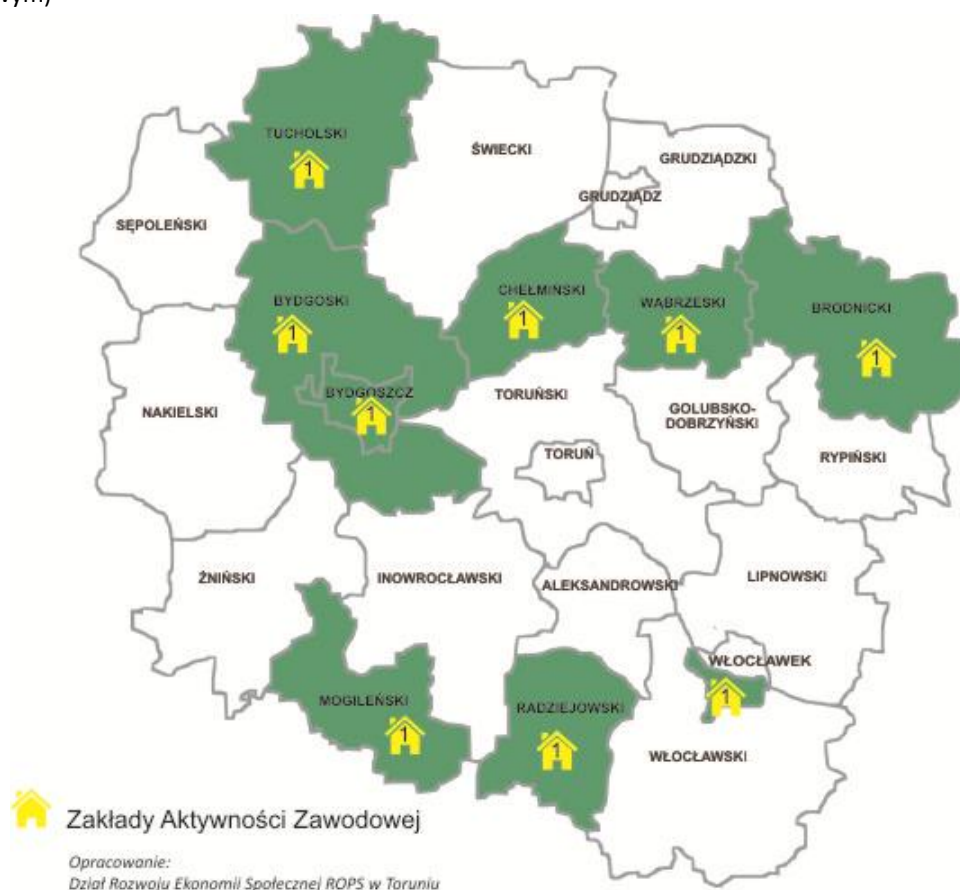 wym)
TUCHOLSKI
1
ŚWIECKI
GRUDZIĄDZKI
GRUDZIĄDZ
SĘPOLEŃSKI
BYDGOSKI
1
CHEŁMIŃSKI
1
WĄBRZESKI
1
BRODNICKI
1
BYDGOSZCZ
1
NAKIELSKI
TORUŃSKI
GOLUBSKO-
DOBRZYŃSKI
TORUŃ
RYPIŃSKI
ŻNIŃSKI
INOWROCŁAWSKI
ALEKSANDROWSKI
LIPNOWSKI
WŁOCŁAWEK
1
MOGILEŃSKI
1
RADZIEJOWSKI
1
WŁOCŁAWSKI
Zakłady Aktywności Zawodowej
Opracowanie:
Dział Rozwoju Ekonomii Społecznej ROPS w Toruniu